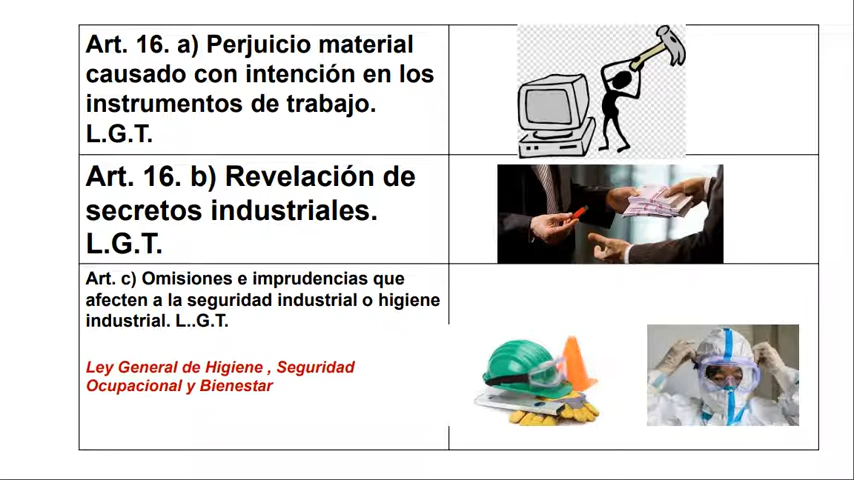 Art. 16. a) Perjuicio material
causado con intención en los
instrumentos de trabajo.
L.G.T.
Art. 16. b) Revelación de
secretos industriales.
L.G.T.
Art. c) Omisiones e imprudencias que
afecten a la seguridad industrial o higiene
industrial. L..G.T.
Ley General de Higiene , Seguridad
Ocupacional y Bienestar